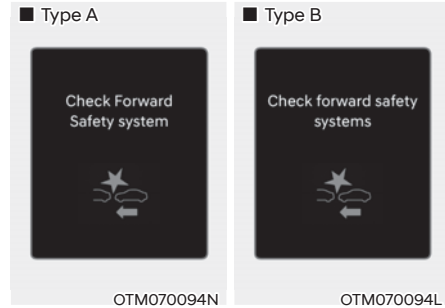 ■ Type A
Check Forward
Safety system
OTM070094N
■ Type B
Check forward safety
systems
OTM070094L